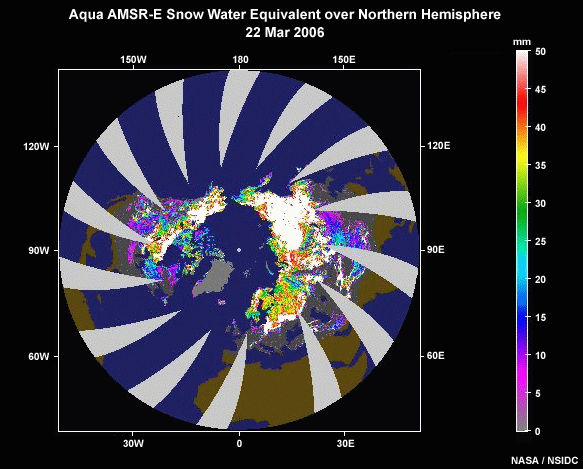 Aqua AMSR-E Snow Water Equivalent over Northern Hemisphere
22 Mar 2006
mm
150W 180 150E
50
45
40
120W 120E
35
30
25
90W 90E
20
15
10
60W 60E
5
0
30W 0 30E
NASA / NSIDC